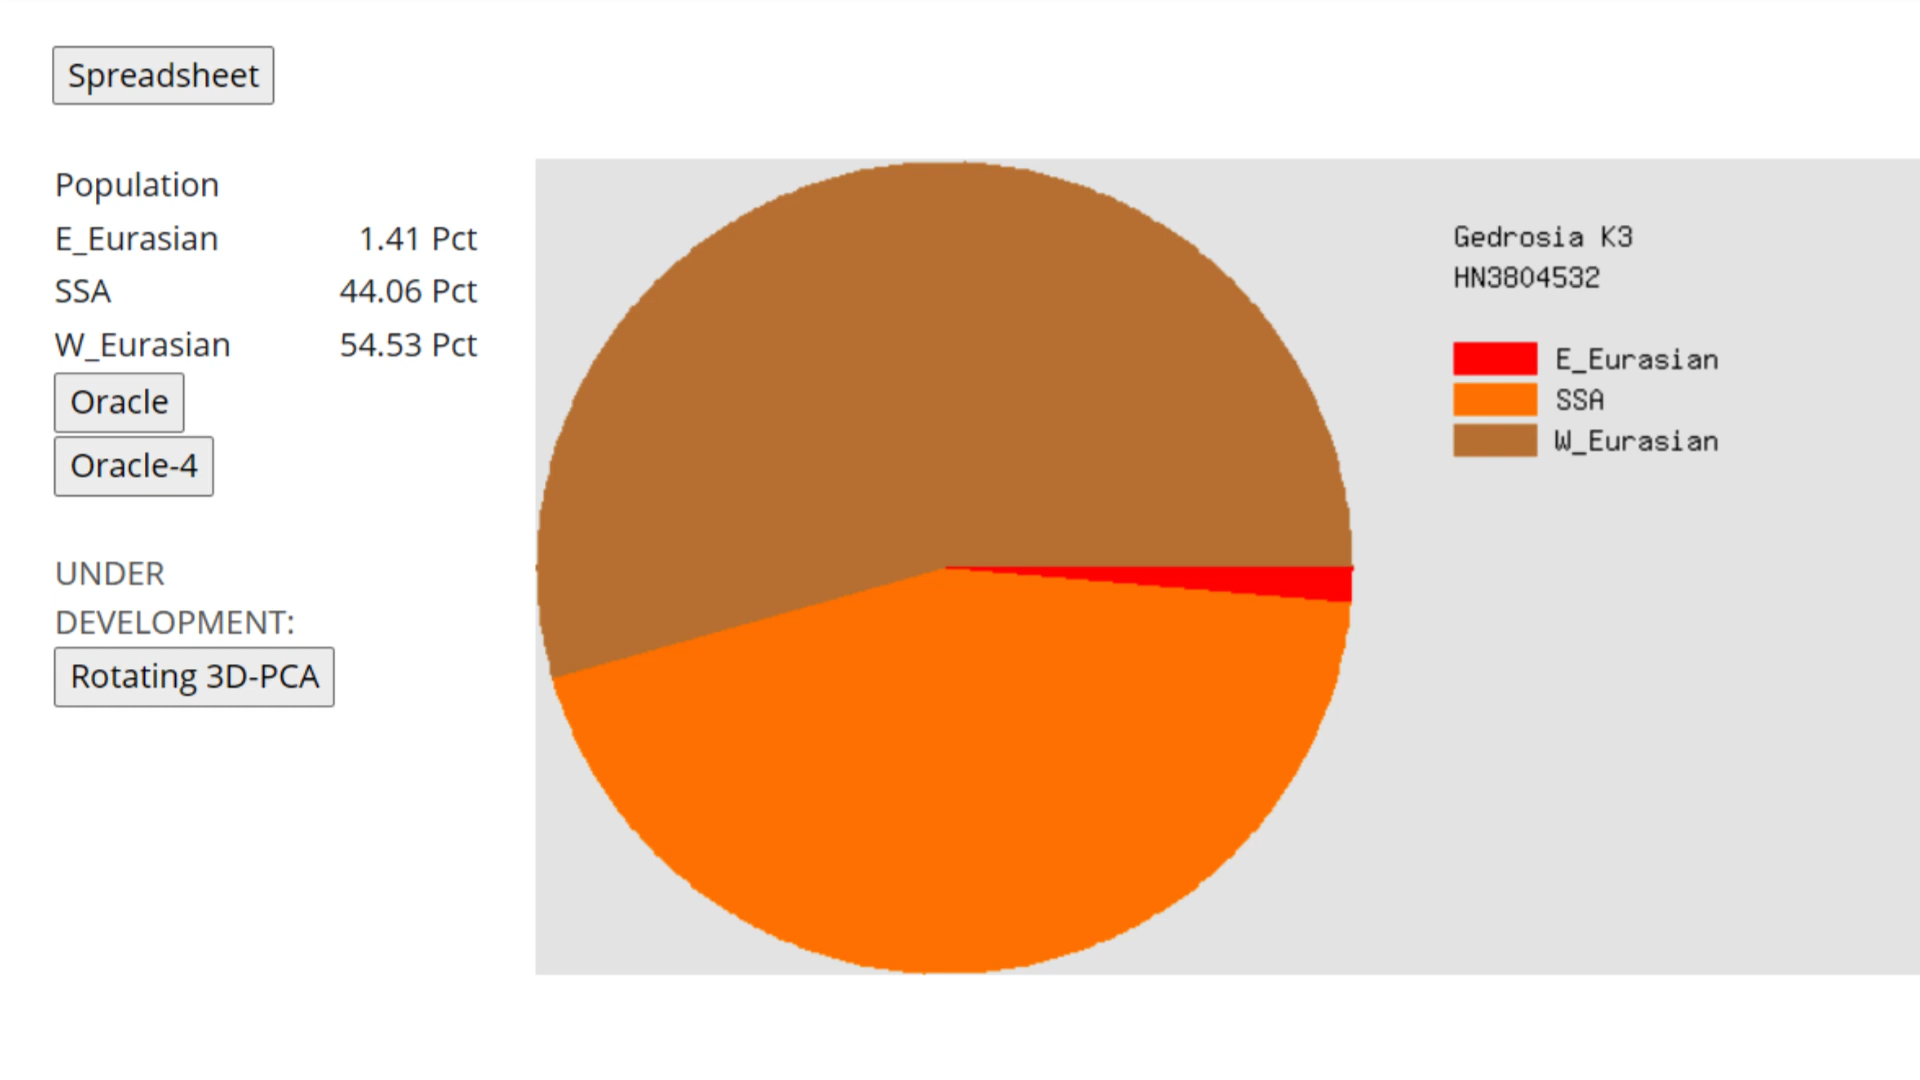 Spreadsheet
Population
E_Eurasian 1.41 Pct
SSA 44.06 Pct
W_Eurasian 54.53 Pct
Oracle
Oracle-4
UNDER
DEVELOPMENT:
Rotating 3D-PCA
Gedrosia K3
HN3804532
E_Eurasian
SSA
W_Eurasian